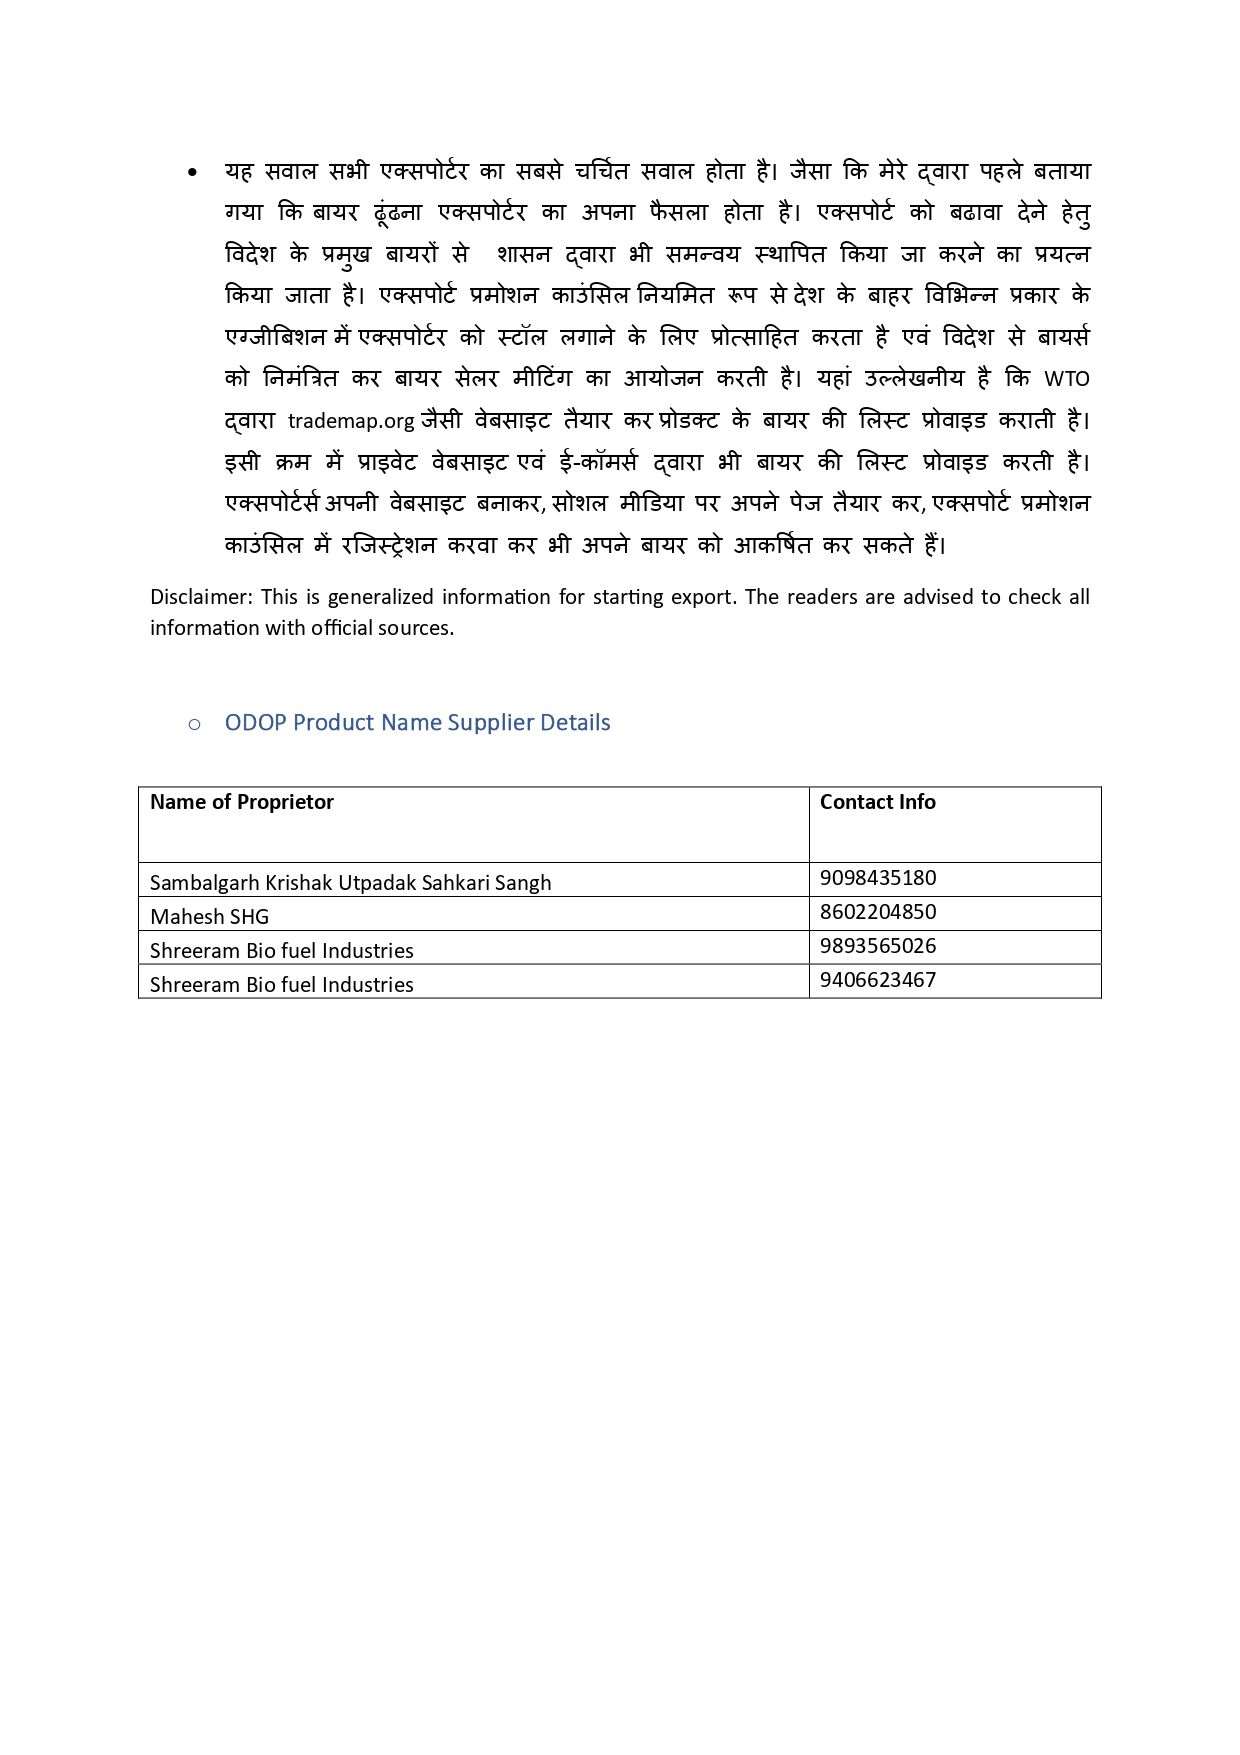 • यह सवाल सभी एक्सपोर्टर का सबसे चर्चित सवाल होता है। जैसा कि मेरे द्वारा पहले बताया
गया कि बायर ढूंढना एक्सपोर्टर का अपना फैसला होता है। एक्सपोर्ट को बढावा देने हेतु
विदेश के प्रमुख बायरों से शासन द्वारा भी समन्वय स्थापित किया जा करने का प्रयत्न
किया जाता है। एक्सपोर्ट प्रमोशन काउंसिल नियमित रूप से देश के बाहर विभिन्न प्रकार के
एग्जीबिशन में एक्सपोर्टर को स्टॉल लगाने के लिए प्रोत्साहित करता है एवं विदेश से बायर्स
को निमंत्रित कर बायर सेलर मीटिंग का आयोजन करती है। यहां उल्लेखनीय है कि WTO
द्वारा trademap.org जैसी वेबसाइट तैयार कर प्रोडक्ट के बायर की लिस्ट प्रोवाइड कराती है।
इसी क्रम में प्राइवेट वेबसाइट एवं ई-कॉमर्स द्वारा भी बायर की लिस्ट प्रोवाइड करती है।
एक्सपोर्टर्स अपनी वेबसाइट बनाकर, सोशल मीडिया पर अपने पेज तैयार कर, एक्सपोर्ट प्रमोशन
काउंसिल में रजिस्ट्रेशन करवा कर भी अपने बायर को आकर्षित कर सकते हैं।
Disclaimer: This is generalized information for starting export. The readers are advised to check all
information with official sources.
o ODOP Product Name Supplier Details
Name of Proprietor Contact Info
Sambalgarh Krishak Utpadak Sahkari Sangh 9098435180
Mahesh SHG 8602204850
Shreeram Bio fuel Industries 9893565026
Shreeram Bio fuel Industries 9406623467